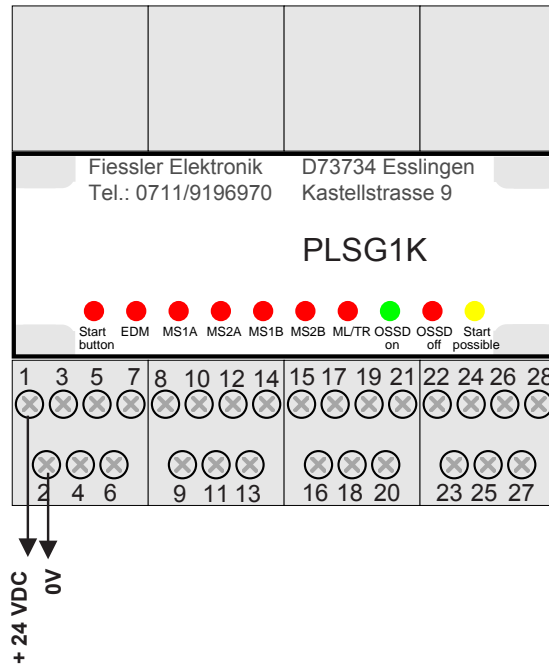 Fiessler Elektronik D73734 Esslingen
Tel.: 0711/9196970 Kastellstrasse 9
PLSG1K
Start button EDM MS1A MS2A MS1B MS2B ML/TR OSSD on OSSD off Start possible
1 3 5 7 8 10 12 14 15 17 19 21 22 24 26 28
2 4 6 9 11 13 16 18 20 23 25 27
+ 24 VDC
0V